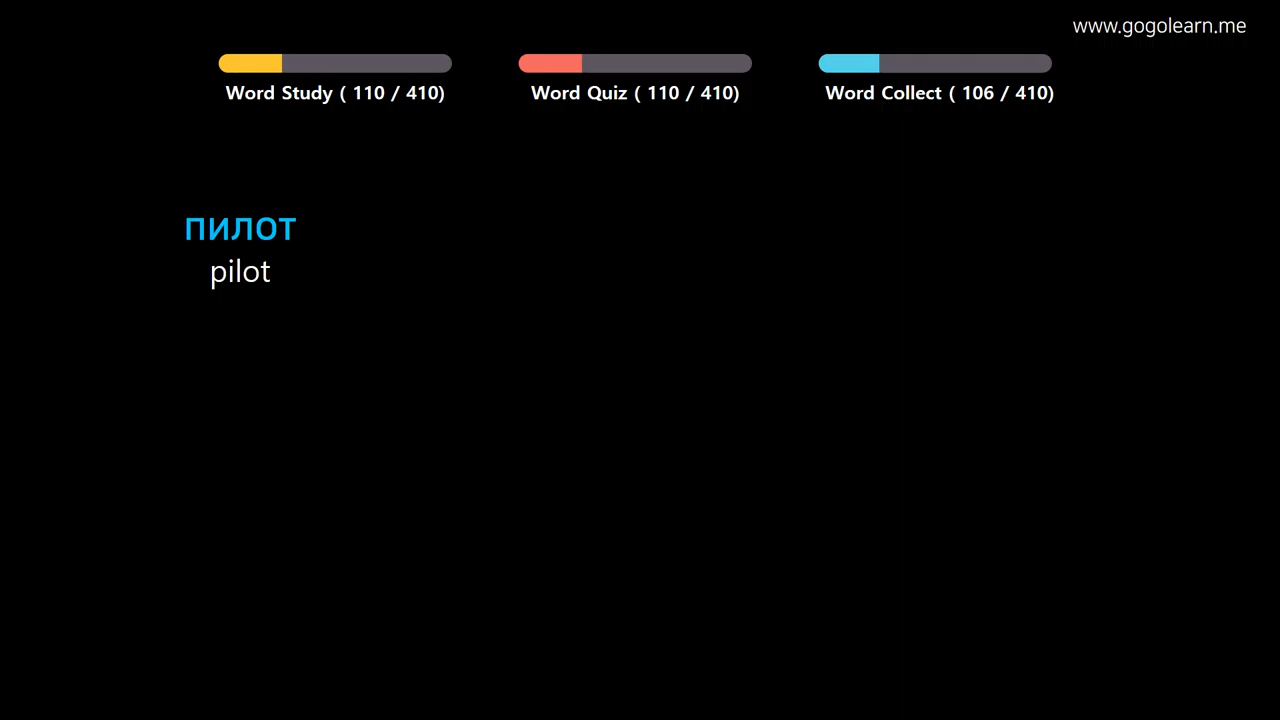 www.gogolearn.me
Word Study ( 110 / 410)
Word Quiz ( 110 / 410)
Word Collect ( 106 / 410)
пилот
pilot